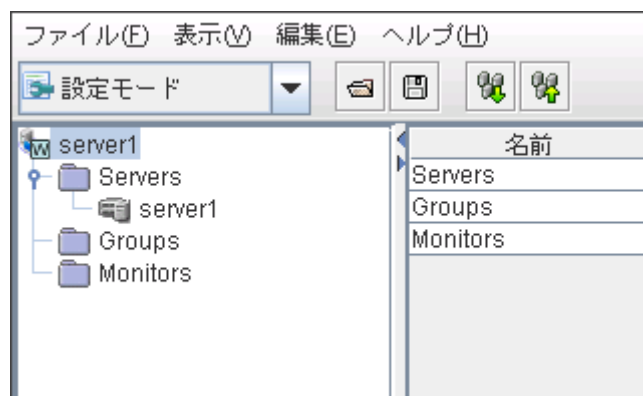 ファイル(F) 表示(V) 編集(E) ヘルプ(H)
設定モード
server1
Servers
server1
Groups
Monitors
名前
Servers
Groups
Monitors